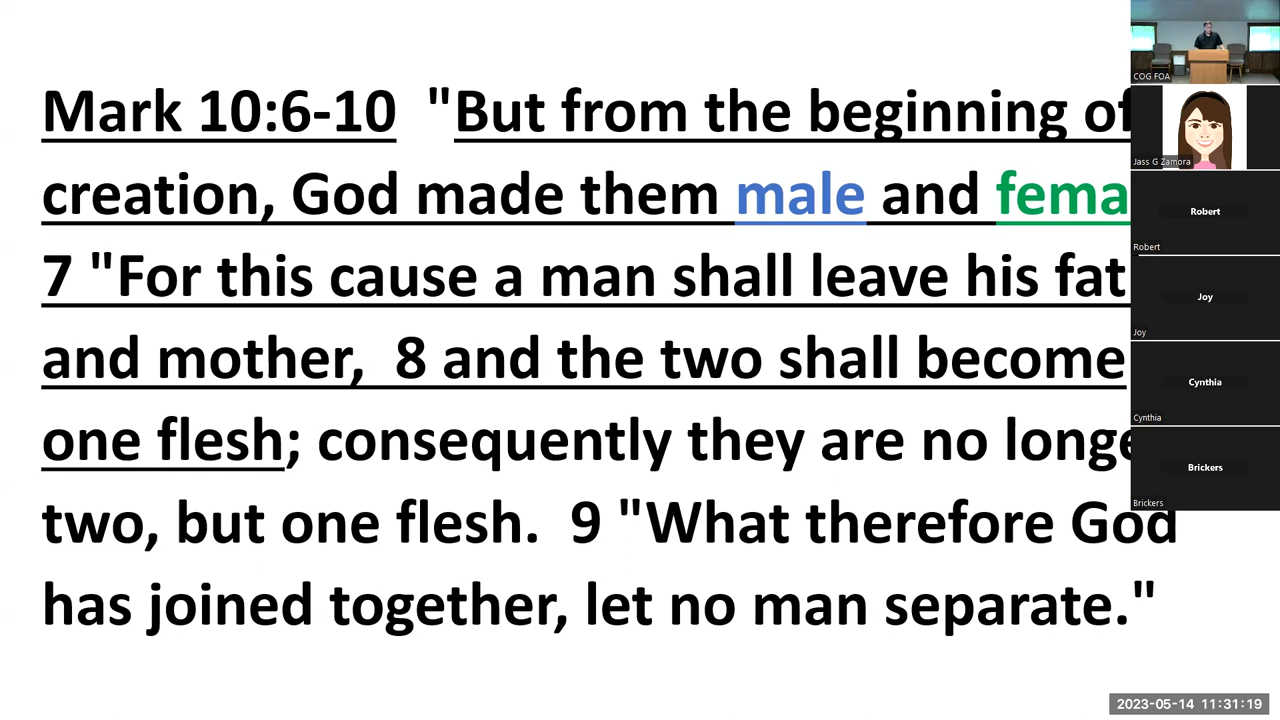 Mark 10:6-10 "But from the beginning of
creation, God made them male and fema
7 "For this cause a man shall leave his fat
and mother, 8 and the two shall become
one flesh; consequently they are no longe
two, but one flesh. 9 "What therefore God
has joined together, let no man separate."
COG FOA
Jass G Zamora
Robert
Robert
Joy
Joy
Cynthia
Cynthia
Brickers
Brickers
2023-05-14 11:31:19